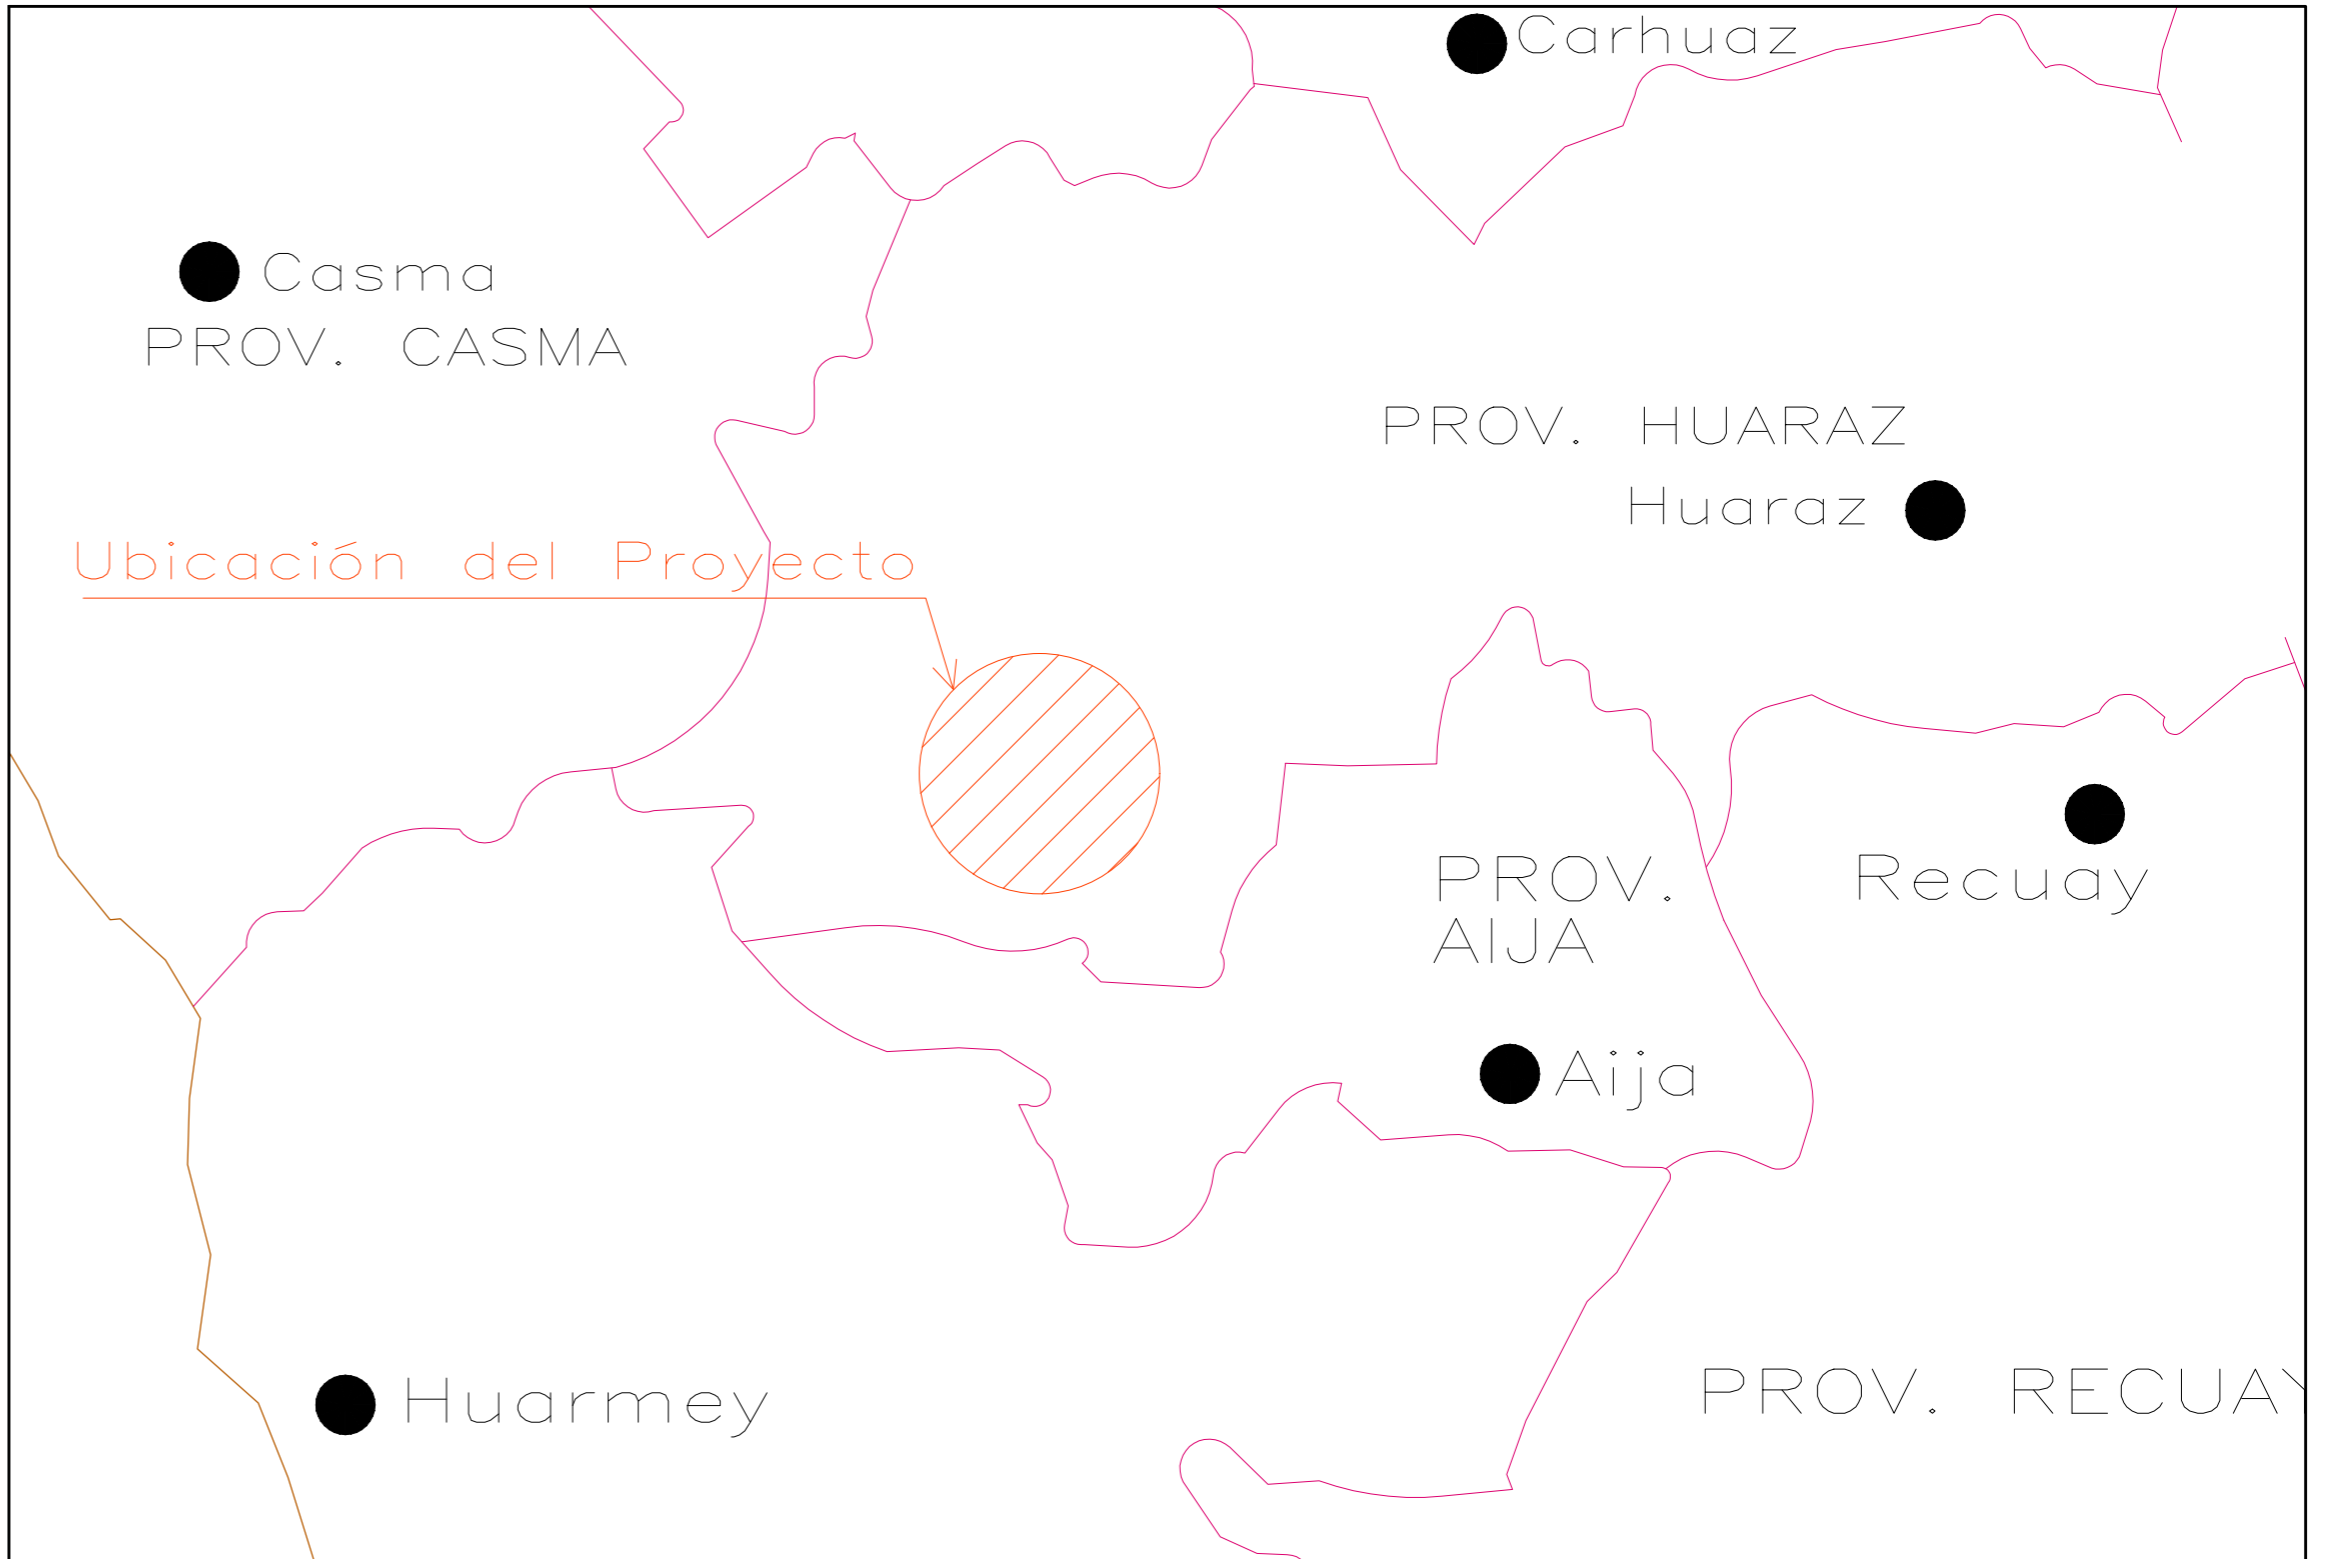 Carhuaz
Casma
PROV. CASMA
PROV. HUARAZ
Huaraz
Ubicación del Proyecto
PROV.
AIJA
Recuay
Aija
Huarmey
PROV. RECUAY